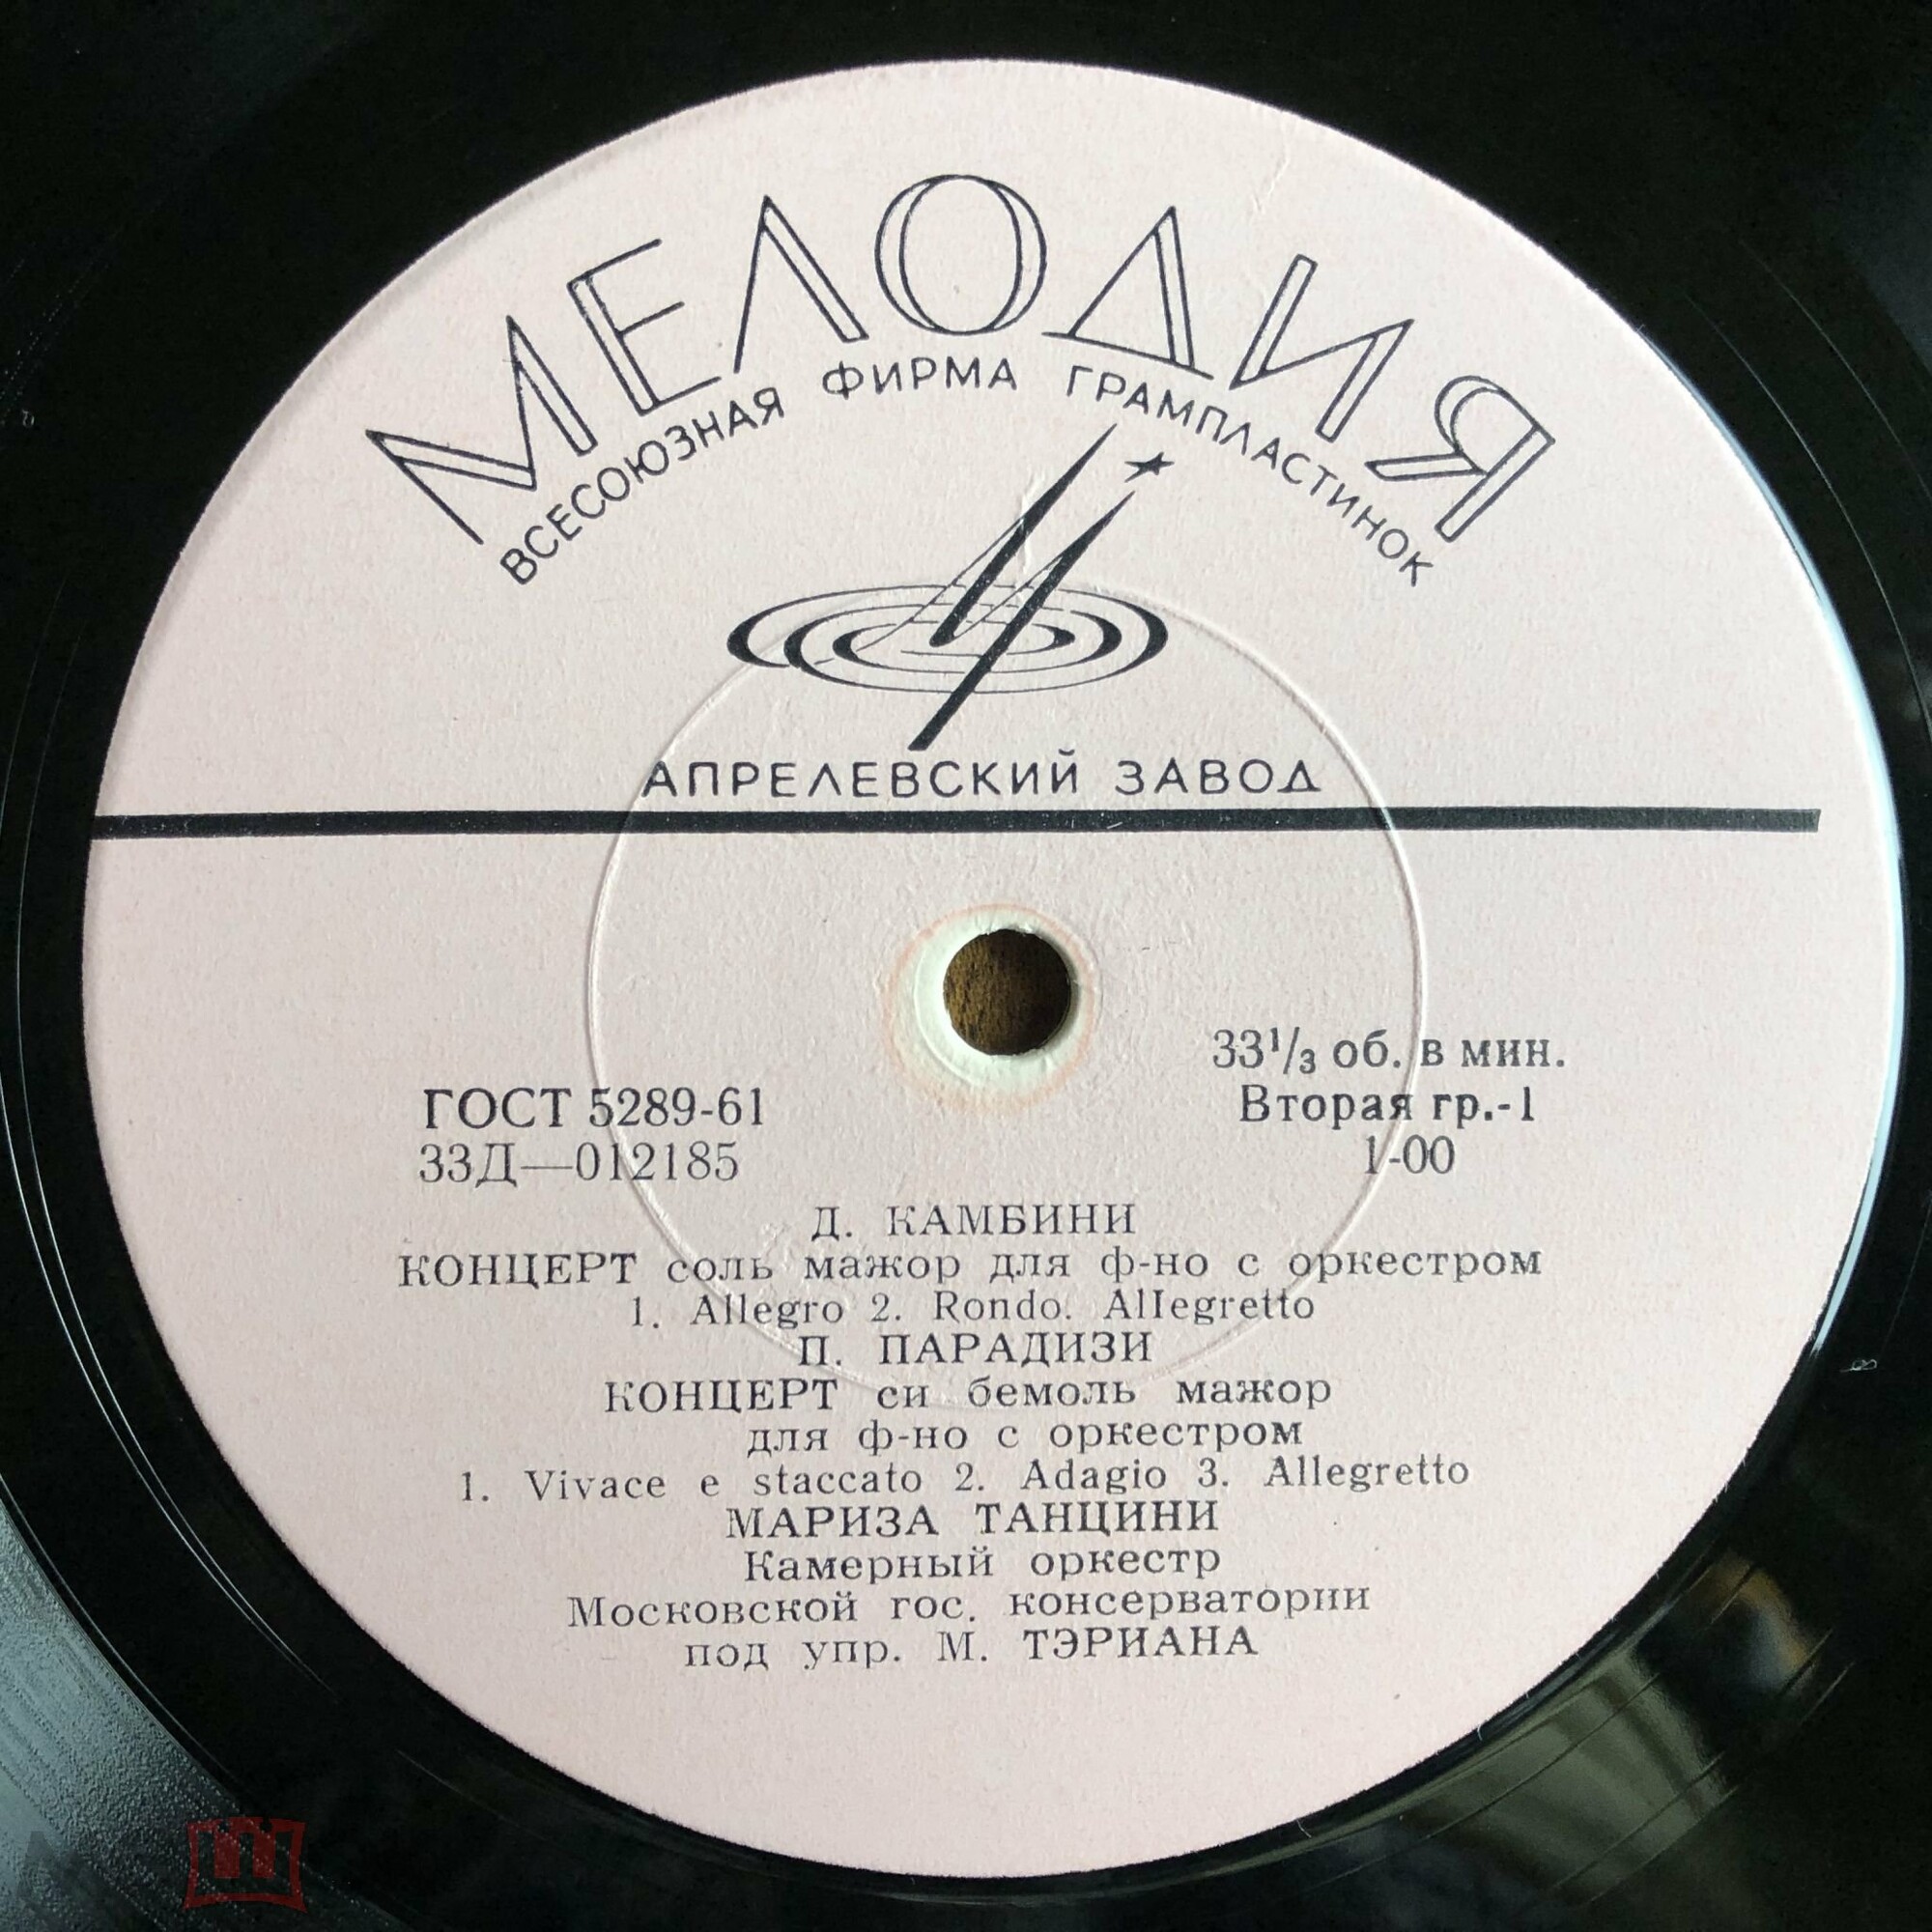 МЕЛОДИЯ
ВСЕСОЮЗНАЯ ФИРМА ГРАМПЛАСТИНОК
АПРЕЛЕВСКИЙ ЗАВОД
33 1/3 об. в мин.
ГОСТ 5289-61
Вторая гр.-1
33Д—012185
1-00
Д. КАМБИНИ
КОНЦЕРТ соль мажор для ф-но с оркестром
1. Allegro 2. Rondo. Allegretto
П. ПАРАДИЗИ
КОНЦЕРТ си бемоль мажор
для ф-но с оркестром
1. Vivace e staccato 2. Adagio 3. Allegretto
МАРИЗА ТАНЦИНИ
Камерный оркестр
Московской гос. консерватории
под упр. М. ТЭРИАНА